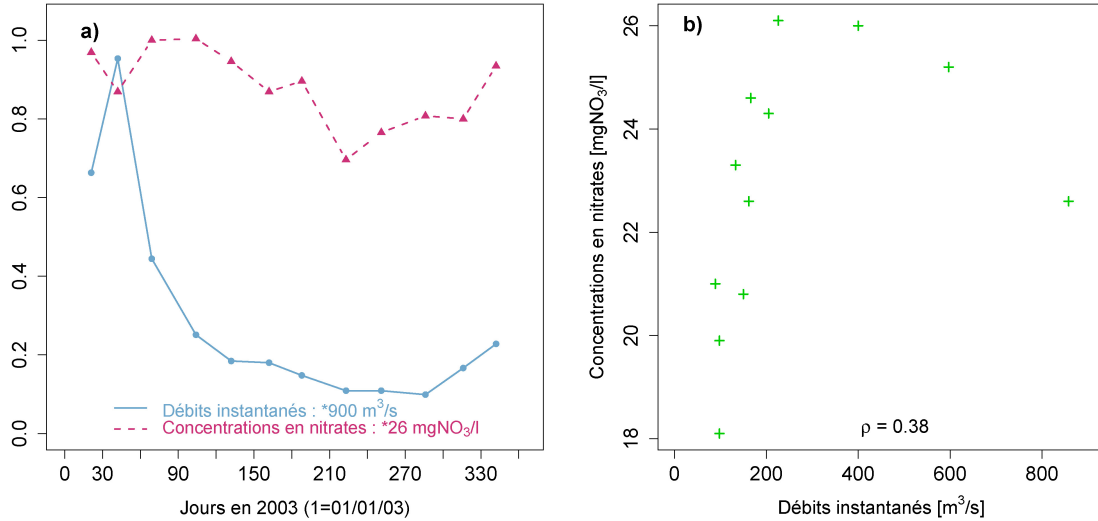 a)
1.0
0.8
0.6
0.4
0.2
0.0
Débits instantanés : *900 m³/s
Concentrations en nitrates : *26 mgNO₃/l
0 30 90 150 210 270 330
Jours en 2003 (1=01/01/03)
b)
Concentrations en nitrates [mgNO₃/l]
26
24
22
20
18
ρ = 0.38
0 200 400 600 800
Débits instantanés [m³/s]